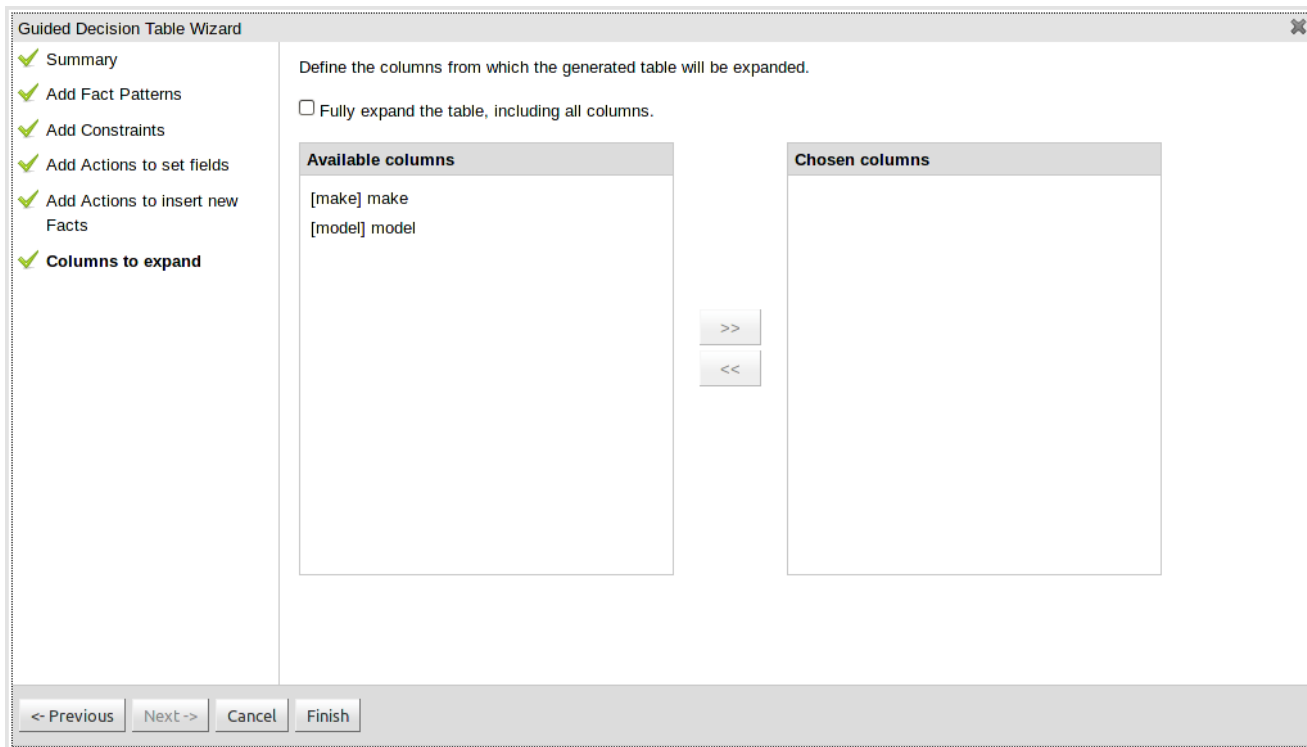 Guided Decision Table Wizard
Summary
Add Fact Patterns
Add Constraints
Add Actions to set fields
Add Actions to insert new
Facts
Columns to expand
Define the columns from which the generated table will be expanded.
Fully expand the table, including all columns.
Available columns
[make] make
[model] model
>>
<<
Chosen columns
<- Previous
Next ->
Cancel
Finish